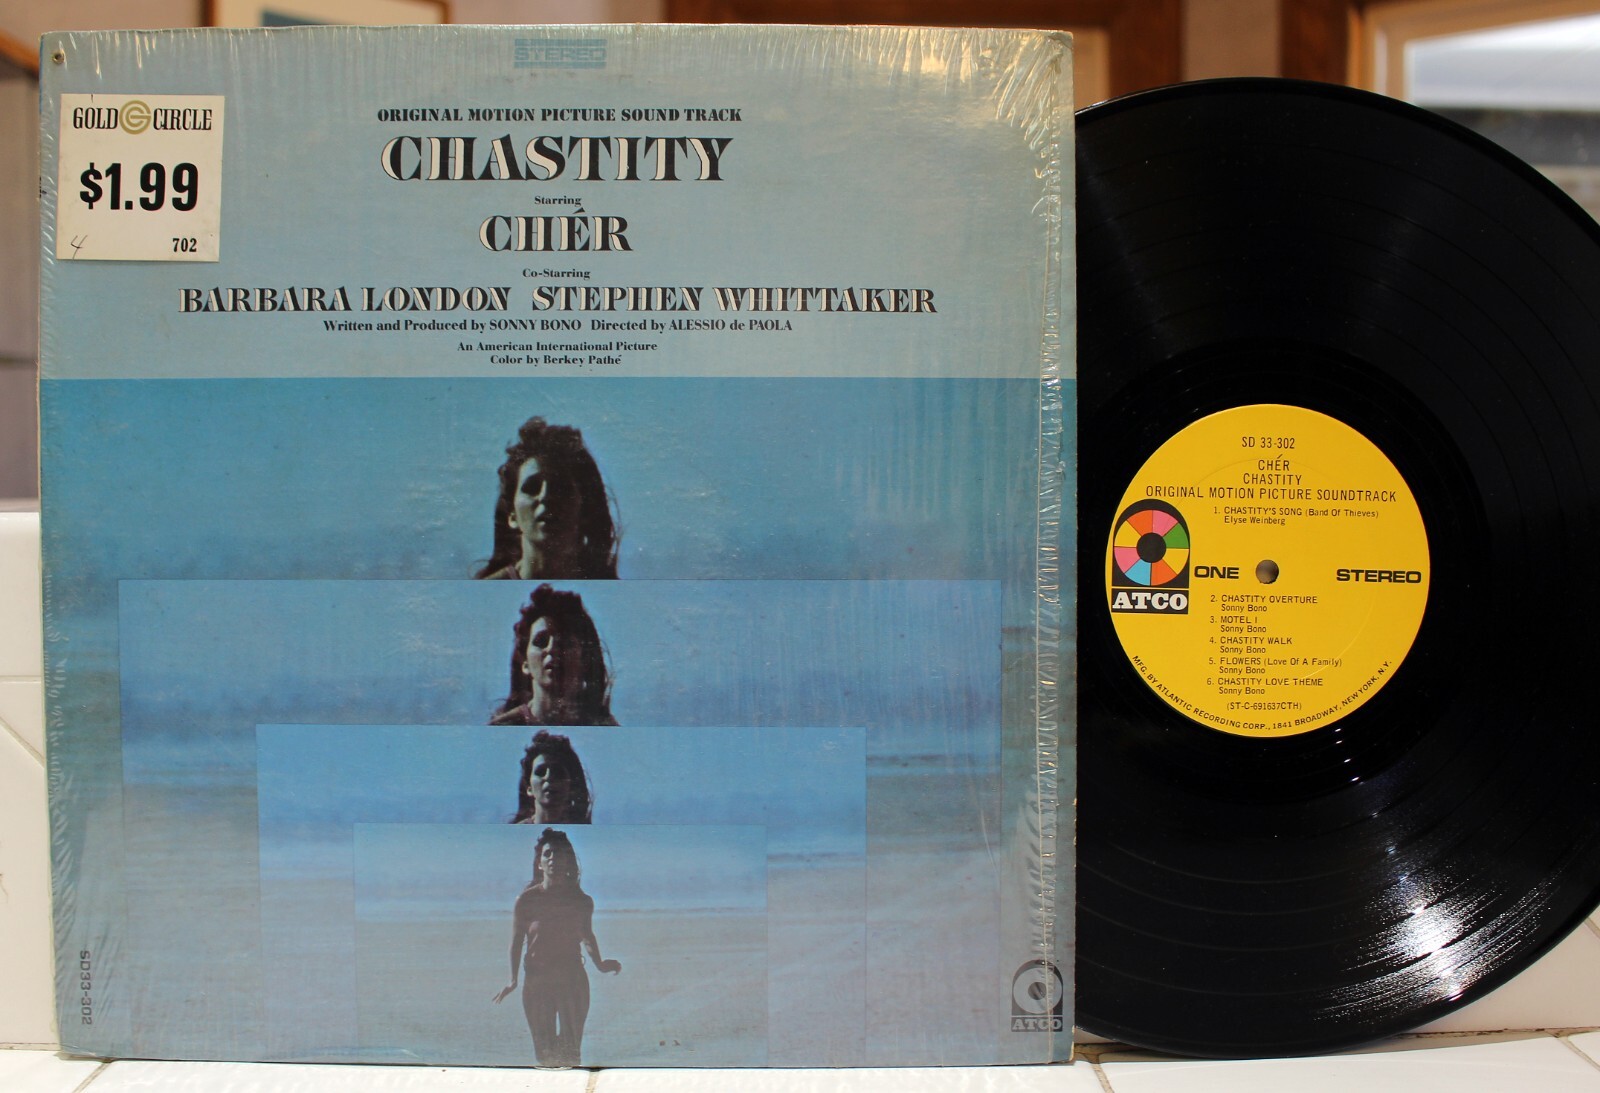 STEREO
GOLD CIRCLE
$1.99
4
702
ORIGINAL MOTION PICTURE SOUND TRACK
CHASTITY
Starring
CHÉR
Co-Starring
BARBARA LONDON STEPHEN WHITTAKER
Written and Produced by SONNY BONO Directed by ALESSIO de PAOLA
An American International Picture
Color by Berkey Pathé
SD33-302
ATCO
SD 33-302
CHÉR
CHASTITY
ORIGINAL MOTION PICTURE SOUNDTRACK
1. CHASTITY'S SONG (Band Of Thieves)
Elyse Weinberg
ATCO
ONE
STEREO
2. CHASTITY OVERTURE
Sonny Bono
3. MOTEL I
Sonny Bono
4. CHASTITY WALK
Sonny Bono
5. FLOWERS (Love Of A Family)
Sonny Bono
6. CHASTITY LOVE THEME
Sonny Bono
(ST-C-691637CTH)
MFG. BY ATLANTIC RECORDING CORP., 1841 BROADWAY, NEW YORK, N.Y.